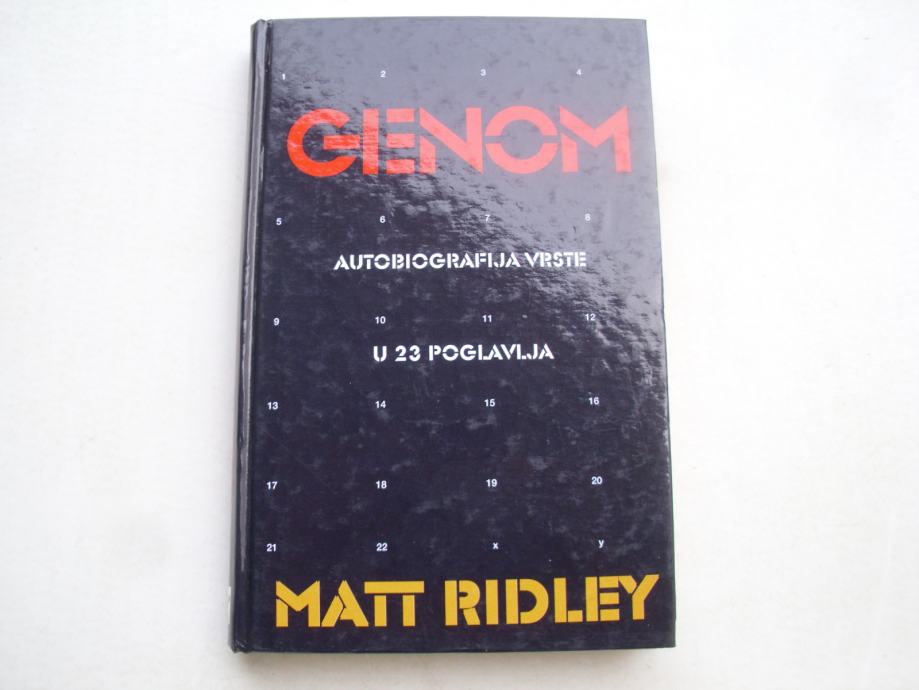 1 2 3 4
GENOM
5 6 7 8
AUTOBIOGRAFIJA VRSTE
9 10 11 12
U 23 POGLAVLJA
13 14 15 16
17 18 19 20
21 22 x y
MATT RIDLEY